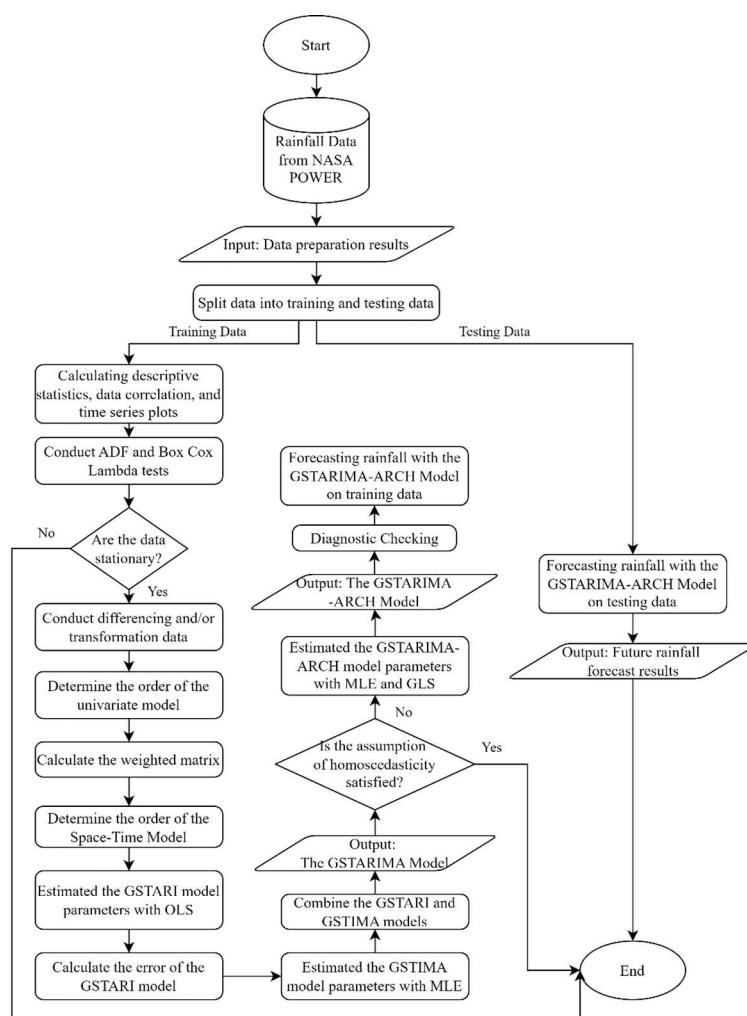 Start
Rainfall Data
from NASA
POWER
Input: Data preparation results
Split data into training and testing data
Training Data
Testing Data
Calculating descriptive
statistics, data correlation, and
time series plots
Conduct ADF and Box Cox
Lambda tests
No
Are the data
stationary?
Yes
Conduct differencing and/or
transformation data
Determine the order of the
univariate model
Calculate the weighted matrix
Determine the order of the
Space-Time Model
Estimated the GSTARI model
parameters with OLS
Calculate the error of the
GSTARI model
Forecasting rainfall with the
GSTARIMA-ARCH Model
on training data
Diagnostic Checking
Output: The GSTARIMA
-ARCH Model
Estimated the GSTARIMA-
ARCH model parameters
with MLE and GLS
No
Is the assumption
of homoscedasticity
satisfied?
Yes
Output:
The GSTARIMA Model
Combine the GSTARI and
GSTIMA models
Estimated the GSTIMA
model parameters with MLE
Forecasting rainfall with the
GSTARIMA-ARCH Model
on testing data
Output: Future rainfall
forecast results
End